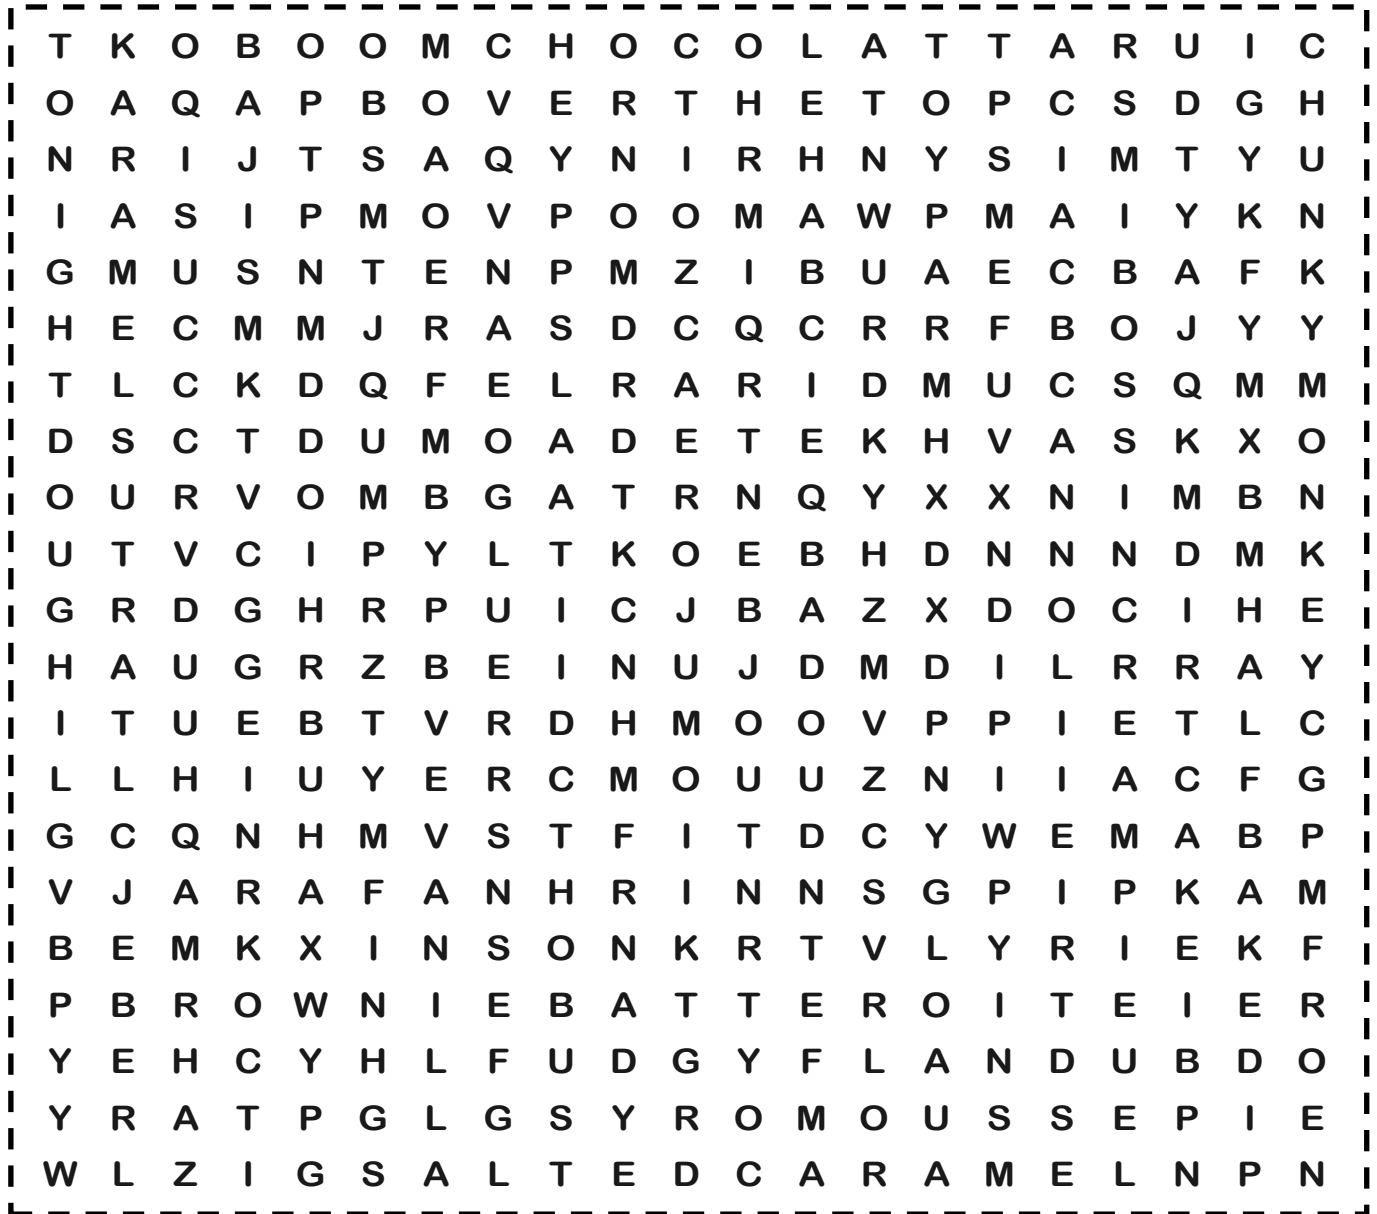 T K O B O O M C H O C O L A T T A R U I C
O A Q A P B O V E R T H E T O P C S D G H
N R I J T S A Q Y N I R H N Y S I M T Y U
I A S I P M O V P O O M A W P M A I Y K N
G M U S N T E N P M Z I B U A E C B A F K
H E C M M J R A S D C Q C R R F B O J Y Y
T L C K D Q F E L R A R I D M U C S Q M M
D S C T D U M O A D E T E K H V A S K X O
O U R V O M B G A T R N Q Y X X N I M B N
U T V C I P Y L T K O E B H D N N N D M K
G R D G H R P U I C J B A Z X D O C I H E
H A U G R Z B E I N U J D M D I L R R A Y
I T U E B T V R D H M O O V P P I E T L C
L L H I U Y E R C M O U U Z N I I A C F G
G C Q N H M V S T F I T D C Y W E M A B P
V J A R A F A N H R I N N S G P I P K A M
B E M K X I N S O N K R T V L Y R I E K F
P B R O W N I E B A T T E R O I T E I E R
Y E H C Y H L F U D G Y F L A N D U B D O
Y R A T P G L G S Y R O M O U S S E P I E
W L Z I G S A L T E D C A R A M E L N P N